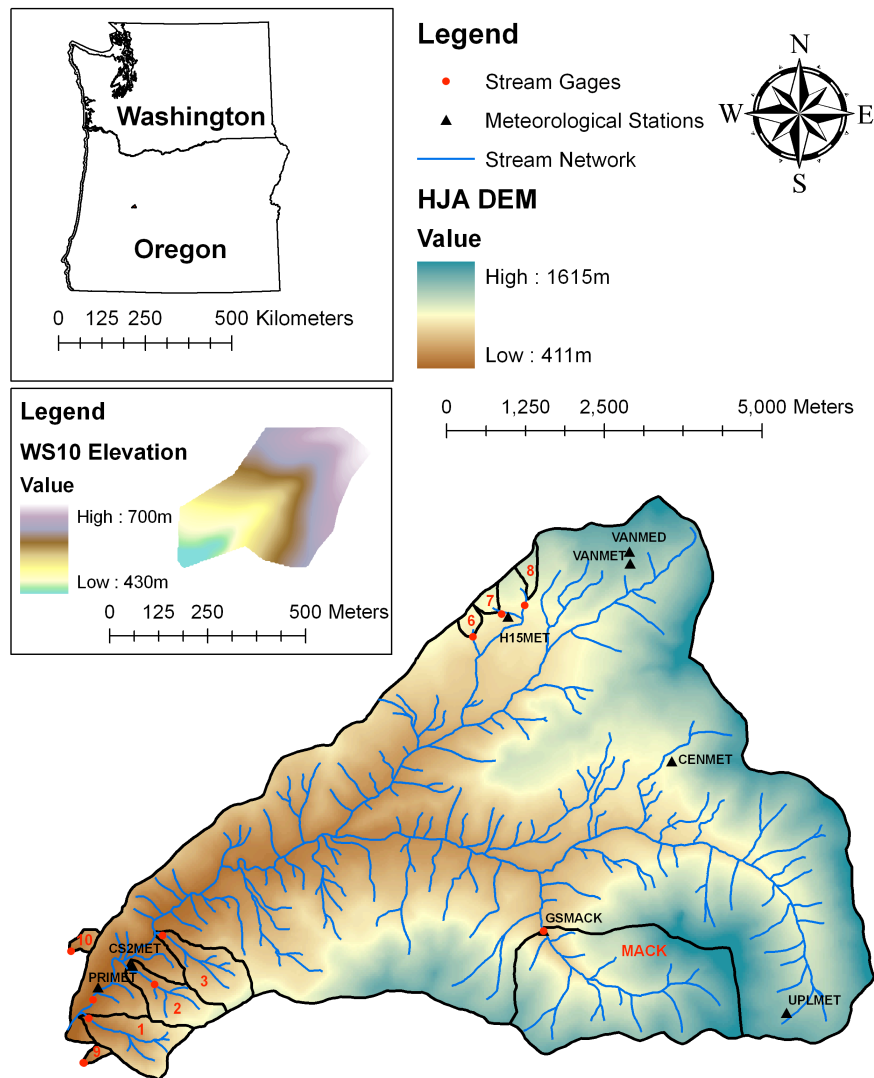 Washington
Oregon
0 125 250 500 Kilometers
Legend
Stream Gages
Meteorological Stations
Stream Network
HJA DEM
Value
High : 1615m
Low : 411m
N
W E
S
0 1,250 2,500 5,000 Meters
Legend
WS10 Elevation
Value
High : 700m
Low : 430m
0 125 250 500 Meters
VANMED
VANMET
8
7
6
H15MET
CENMET
GSMACK
MACK
UPLMET
10
CS2MET
PRIMET
3
2
1
9